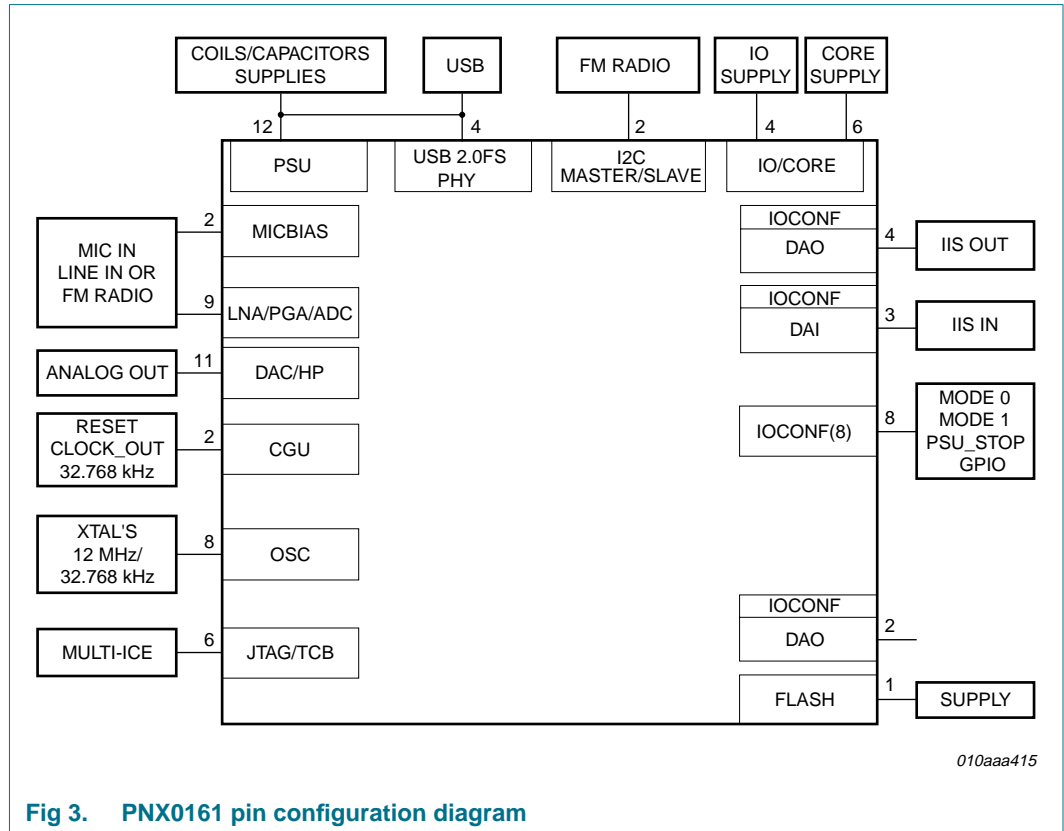 COILS/CAPACITORS
SUPPLIES
USB
FM RADIO
IO
SUPPLY
CORE
SUPPLY
12
4
2
4
6
PSU
USB 2.0FS
PHY
I2C
MASTER/SLAVE
IO/CORE
MIC IN
LINE IN OR
FM RADIO
2
MICBIAS
9
LNA/PGA/ADC
ANALOG OUT
11
DAC/HP
RESET
CLOCK_OUT
32.768 kHz
2
CGU
XTAL'S
12 MHz/
32.768 kHz
8
OSC
MULTI-ICE
6
JTAG/TCB
IOCONF
DAO
4
IIS OUT
IOCONF
DAI
3
IIS IN
IOCONF(8)
8
MODE 0
MODE 1
PSU_STOP
GPIO
IOCONF
DAO
2
FLASH
1
SUPPLY
010aaa415
Fig 3. PNX0161 pin configuration diagram